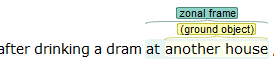 zonal frame
(ground object)
after drinking a dram at another house ,